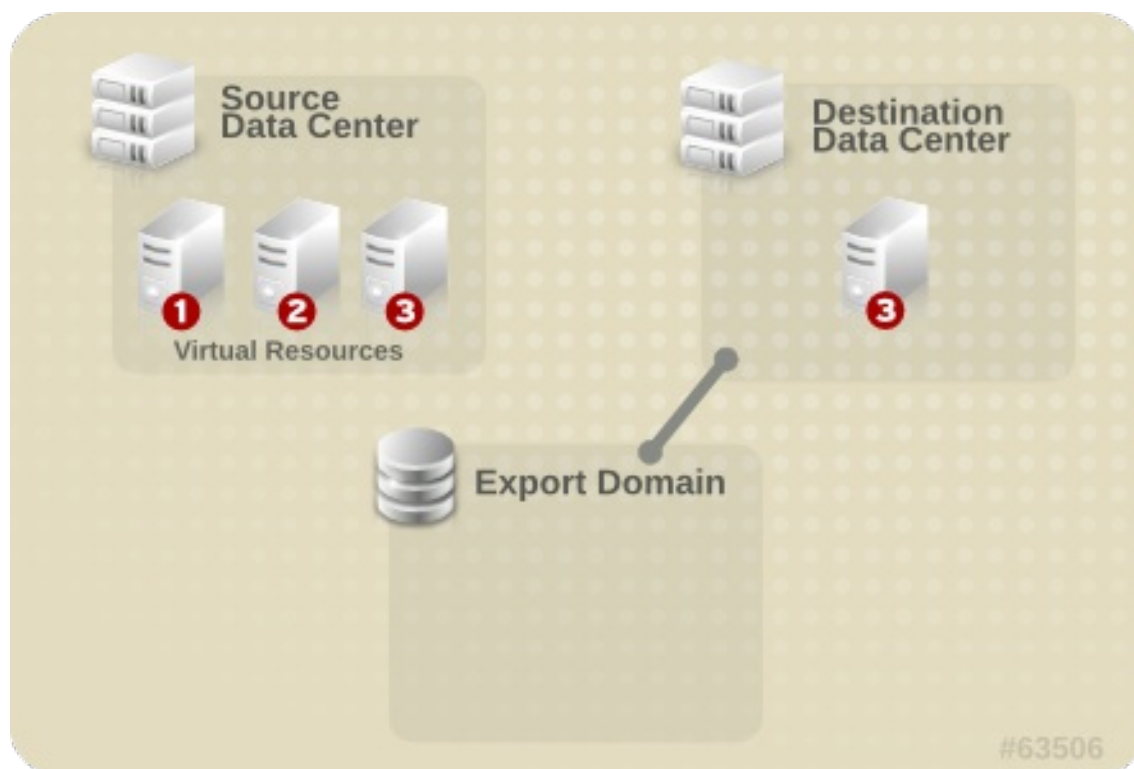 Source
Data Center
Destination
Data Center
1
2
3
3
Virtual Resources
Export Domain
#63506